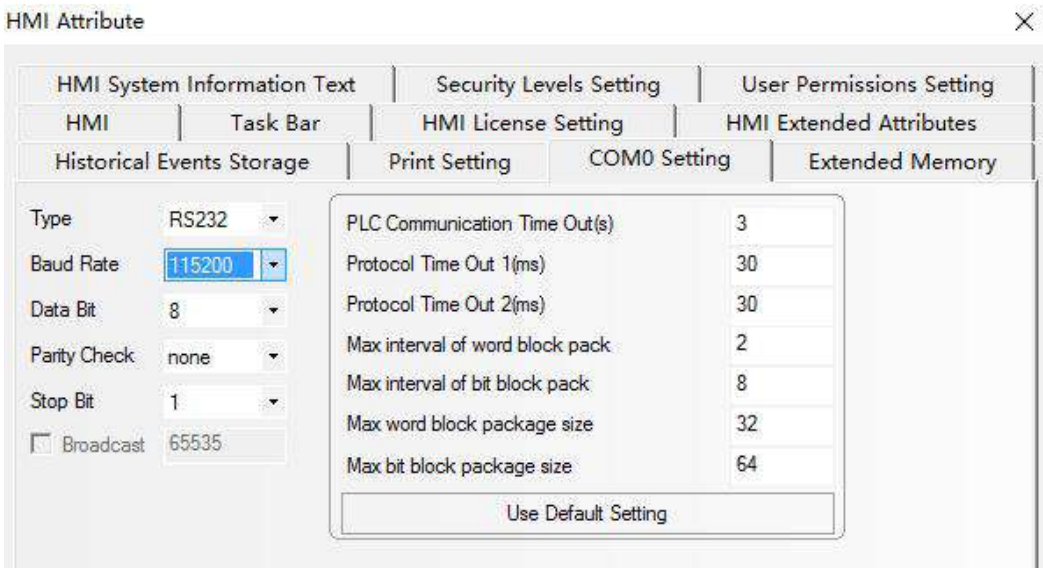 HMI Attribute
HMI System Information Text Security Levels Setting User Permissions Setting
HMI Task Bar HMI License Setting HMI Extended Attributes
Historical Events Storage Print Setting COM0 Setting Extended Memory
Type RS232
Baud Rate 115200
Data Bit 8
Parity Check none
Stop Bit 1
Broadcast 65535
PLC Communication Time Out(s) 3
Protocol Time Out 1(ms) 30
Protocol Time Out 2(ms) 30
Max interval of word block pack 2
Max interval of bit block pack 8
Max word block package size 32
Max bit block package size 64
Use Default Setting